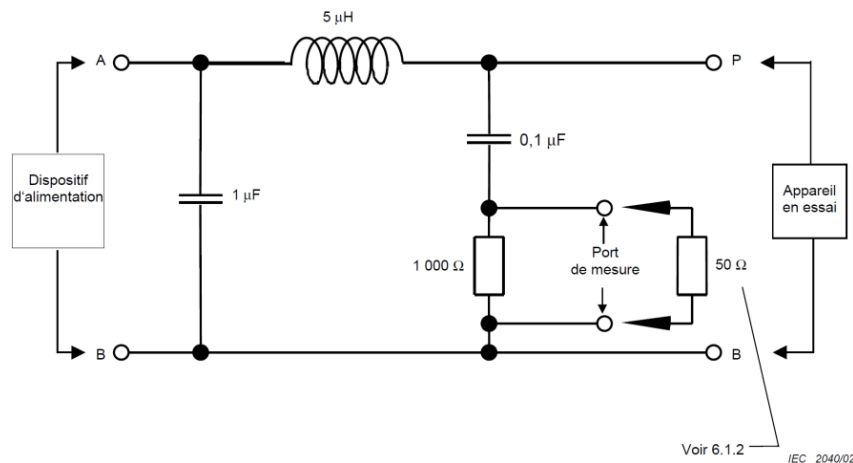 5 µH
A
P
0,1 µF
Dispositif
d'alimentation
1 µF
Appareil
en essai
1 000 Ω
Port
de mesure
50 Ω
B
B
Voir 6.1.2
IEC 2040/02